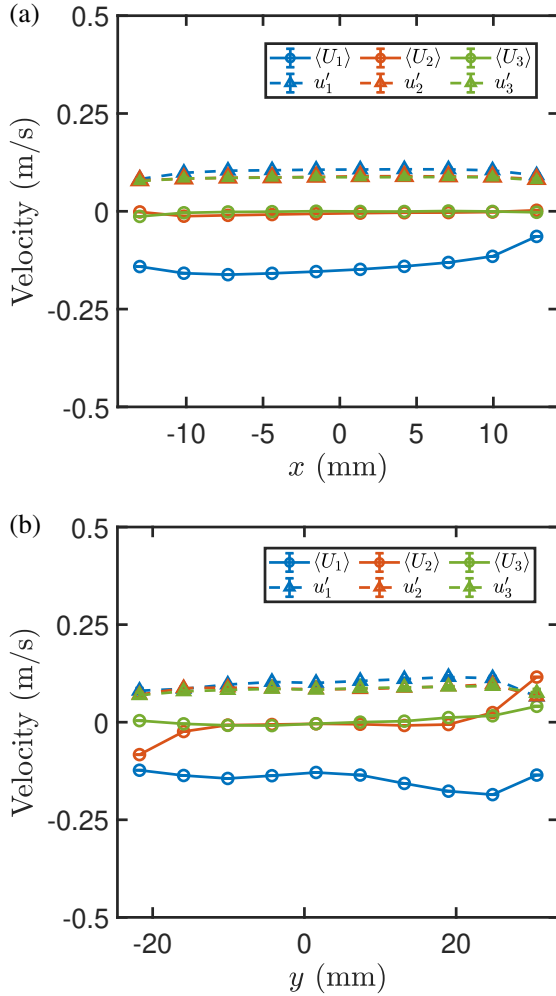 (a)
0.5
⟨U₁⟩ ⟨U₂⟩ ⟨U₃⟩
u′₁ u′₂ u′₃
0.25
0
-0.25
-0.5
Velocity (m/s)
-10 -5 0 5 10
x (mm)
(b)
0.5
⟨U₁⟩ ⟨U₂⟩ ⟨U₃⟩
u′₁ u′₂ u′₃
0.25
0
-0.25
-0.5
Velocity (m/s)
-20 0 20
y (mm)